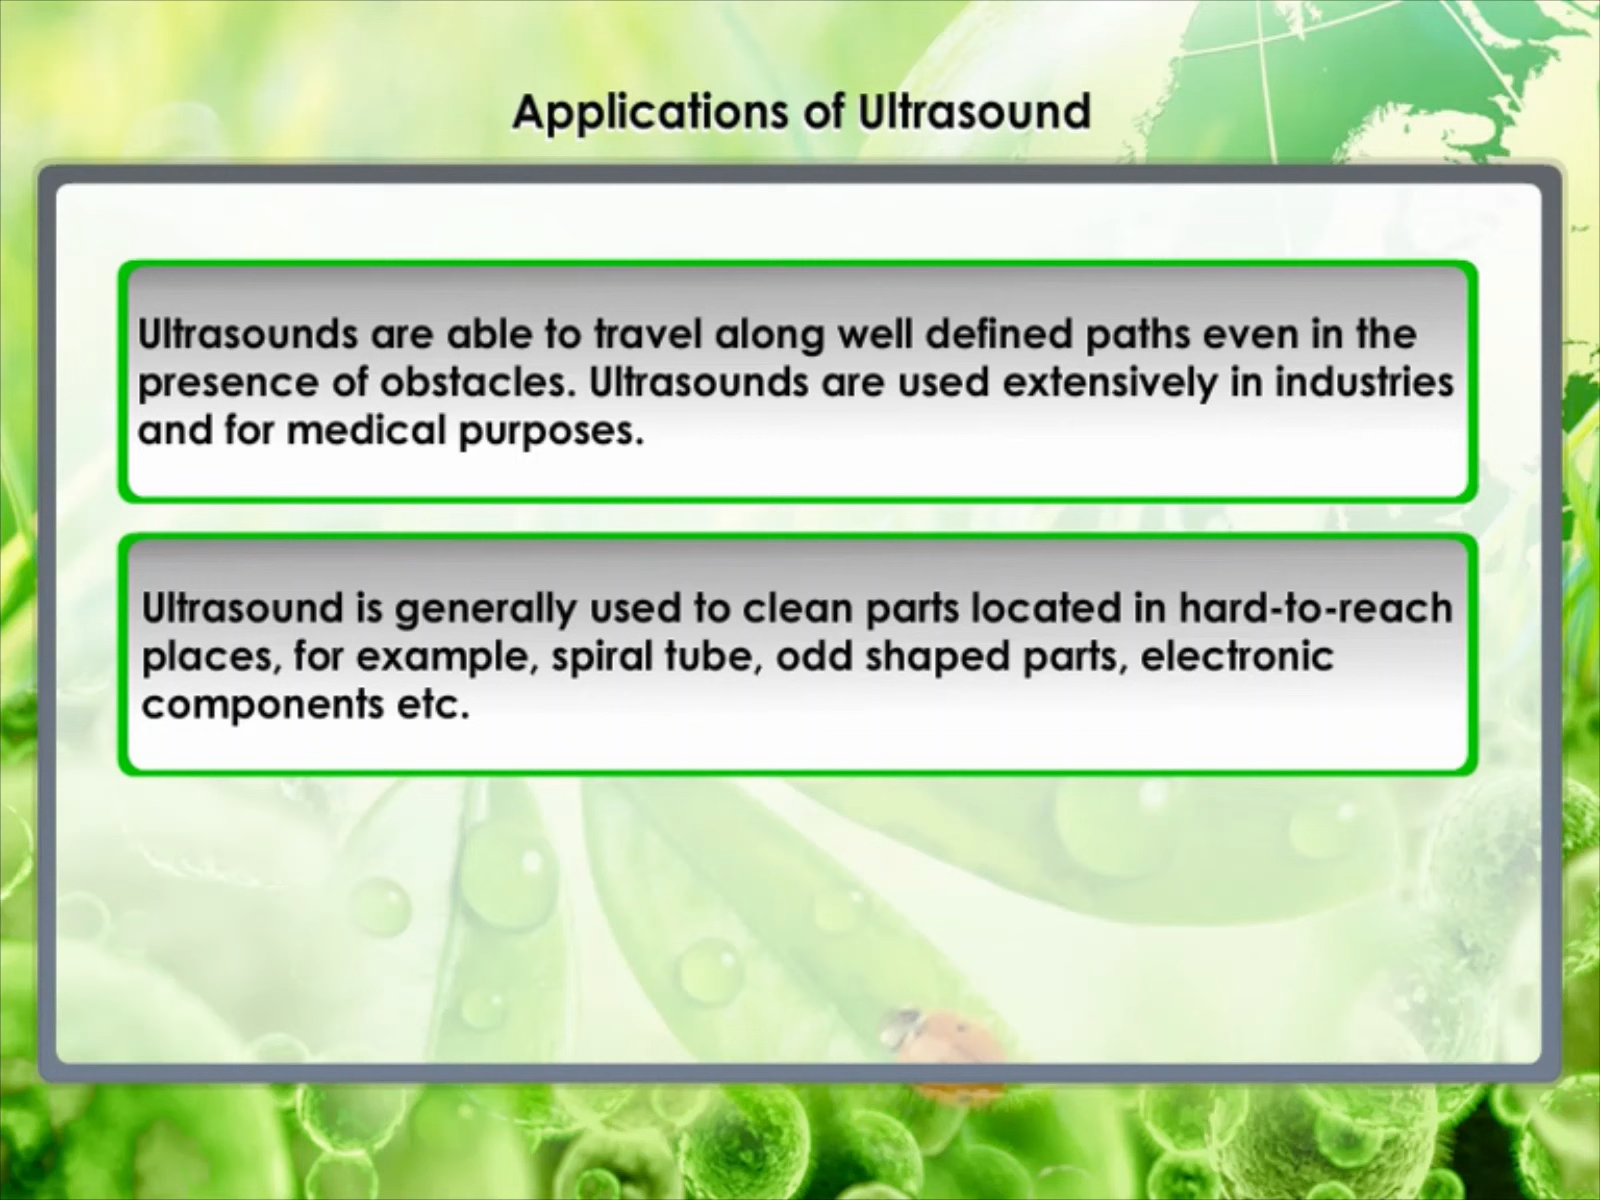 Applications of Ultrasound
Ultrasounds are able to travel along well defined paths even in the
presence of obstacles. Ultrasounds are used extensively in industries
and for medical purposes.
Ultrasound is generally used to clean parts located in hard-to-reach
places, for example, spiral tube, odd shaped parts, electronic
components etc.